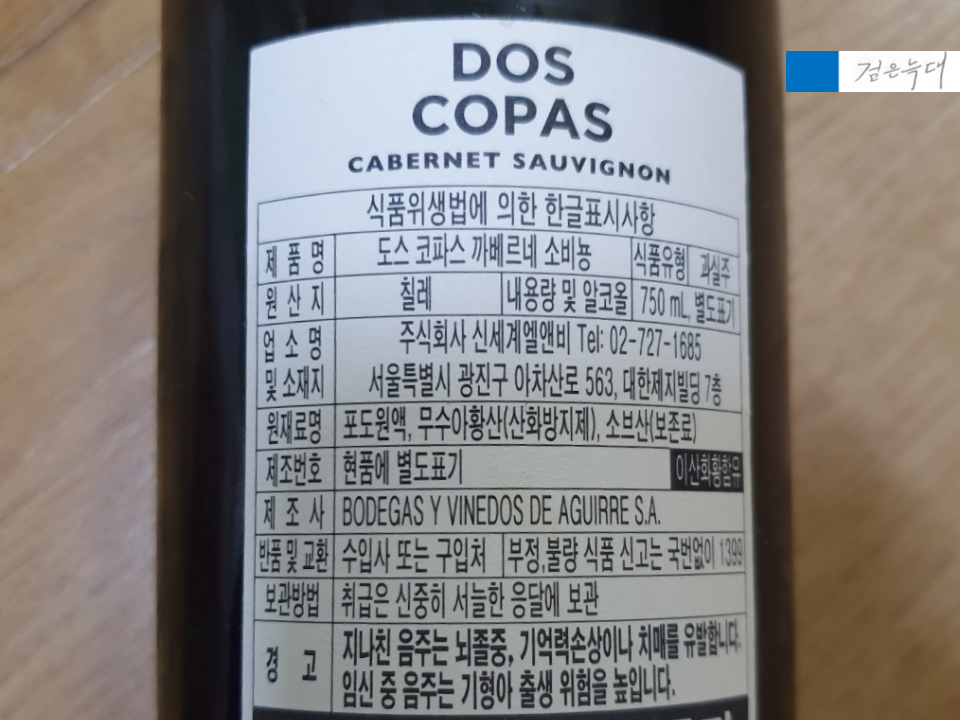 검은늑대
DOS
COPAS
CABERNET SAUVIGNON
식품위생법에 의한 한글표시사항
제 품 명 도스 코파스 까베르네 소비뇽 식품유형 과실주
원 산 지 칠레 내용량 및 알코올 750 mL, 별도표기
업 소 명 주식회사 신세계엘앤비 Tel: 02-727-1685
및 소재지 서울특별시 광진구 아차산로 563, 대한제지빌딩 7층
원재료명 포도원액, 무수아황산(산화방지제), 소브산(보존료)
제조번호 현품에 별도표기 이산화황함유
제 조 사 BODEGAS Y VINEDOS DE AGUIRRE S.A.
반품 및 교환 수입사 또는 구입처 부정,불량 식품 신고는 국번없이 1399
보관방법 취급은 신중히 서늘한 응달에 보관
경 고 지나친 음주는 뇌졸중, 기억력손상이나 치매를 유발합니다.
임신 중 음주는 기형아 출생 위험을 높입니다.